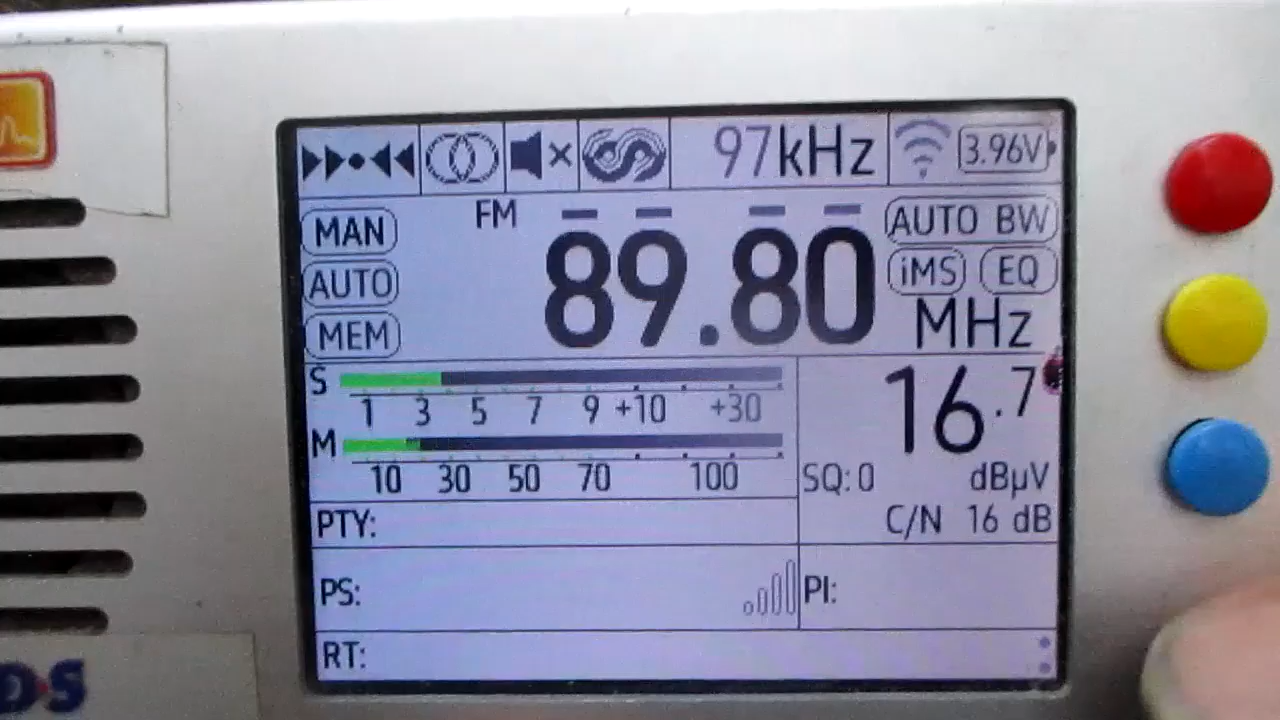 97kHz 3.96V
MAN FM 89.80 AUTO BW
AUTO iMS EQ
MEM MHz
S
1 3 5 7 9 +10 +30
16.7
M
10 30 50 70 100
SQ: 0 dBµV
PTY: C/N 16 dB
PS: PI:
RT:
DS